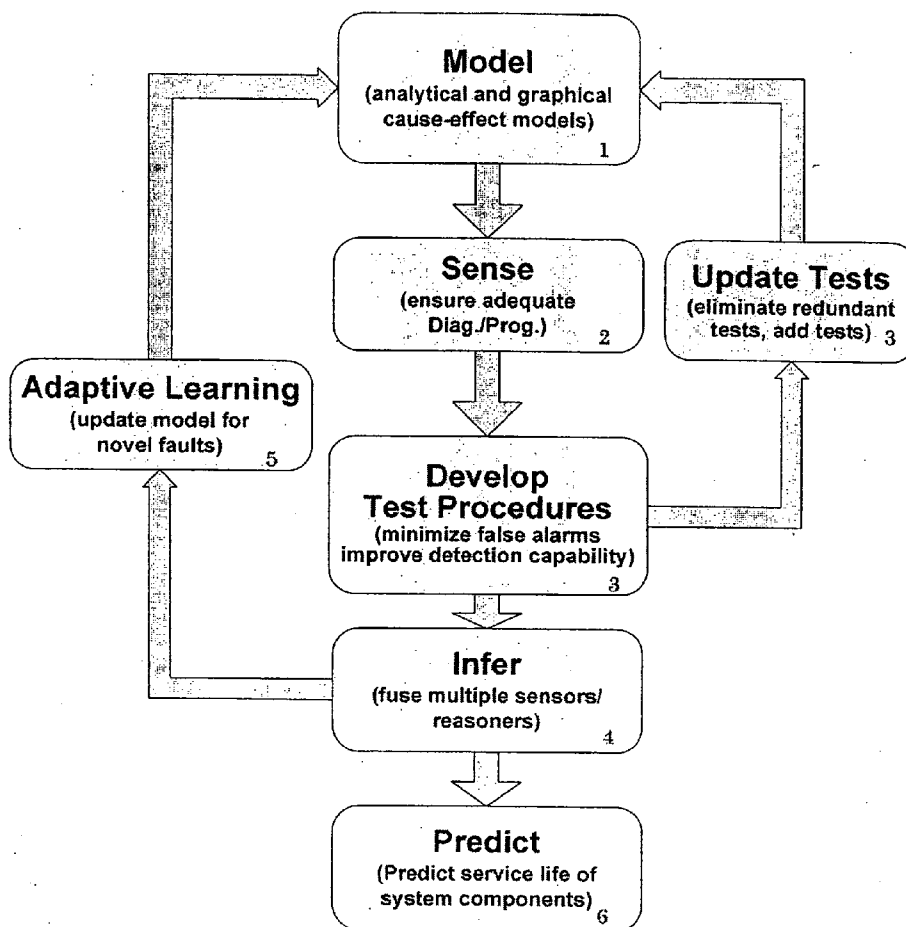 Model
(analytical and graphical
cause-effect models)
1
Sense
(ensure adequate
Diag./Prog.)
2
Update Tests
(eliminate redundant
tests, add tests)
3
Adaptive Learning
(update model for
novel faults)
5
Develop
Test Procedures
(minimize false alarms
improve detection capability)
3
Infer
(fuse multiple sensors/
reasoners)
4
Predict
(Predict service life of
system components)
6